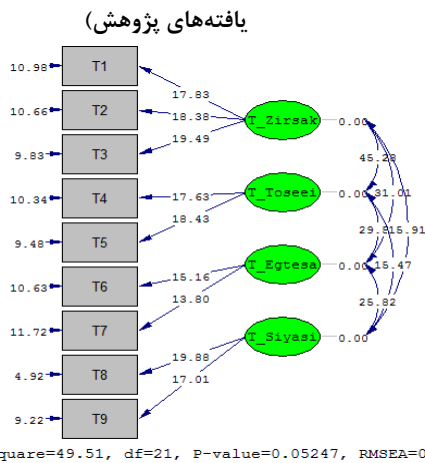 یافته‌های پژوهش)
10.98 T1
17.83
10.66 T2
18.38 T_Zirsak 0.00
19.49
9.83 T3
45.28
10.34 T4 17.63 T_Toseei 0.00 31.01
18.43
9.48 T5 29.5 15.91
10.63 T6 15.16 T_Egtesa 0.00 15.47
13.80
11.72 T7 25.82
T_Siyasi 0.00
4.92 T8 19.88
17.01
9.22 T9
quare=49.51, df=21, P-value=0.05247, RMSEA=0